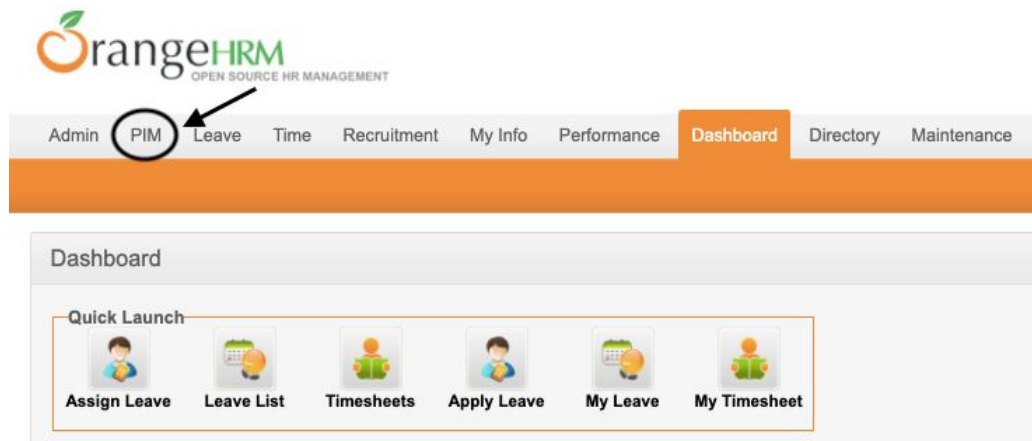 OrangeHRM
OPEN SOURCE HR MANAGEMENT
Admin PIM Leave Time Recruitment My Info Performance Dashboard Directory Maintenance
Dashboard
Quick Launch
Assign Leave Leave List Timesheets Apply Leave My Leave My Timesheet